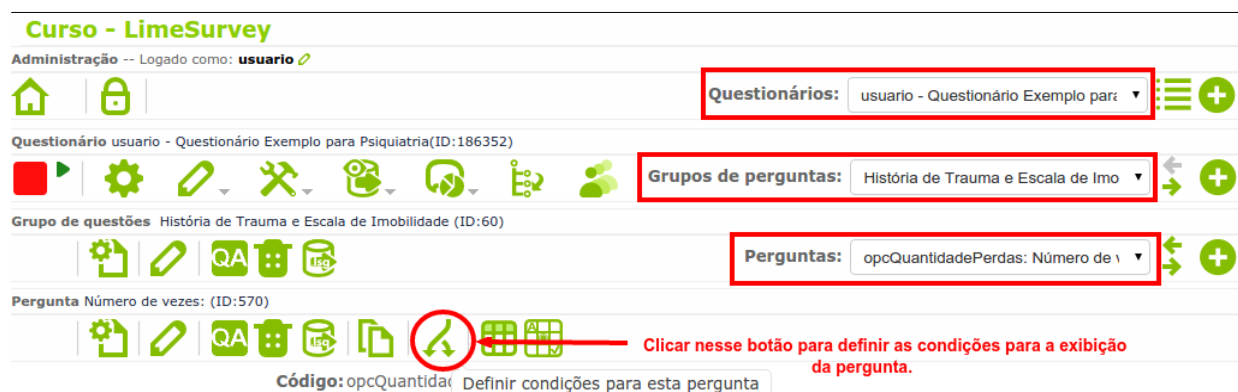 Curso - LimeSurvey
Administração -- Logado como: usuario
Questionários: usuario - Questionário Exemplo para
Questionário usuario - Questionário Exemplo para Psiquiatria(ID:186352)
Grupos de perguntas: História de Trauma e Escala de Imo
Grupo de questões História de Trauma e Escala de Imobilidade (ID:60)
QA
Perguntas: opcQuantidadePerdas: Número de v
Pergunta Número de vezes: (ID:570)
QA
Clicar nesse botão para definir as condições para a exibição
da pergunta.
Código: opcQuantidad Definir condições para esta pergunta